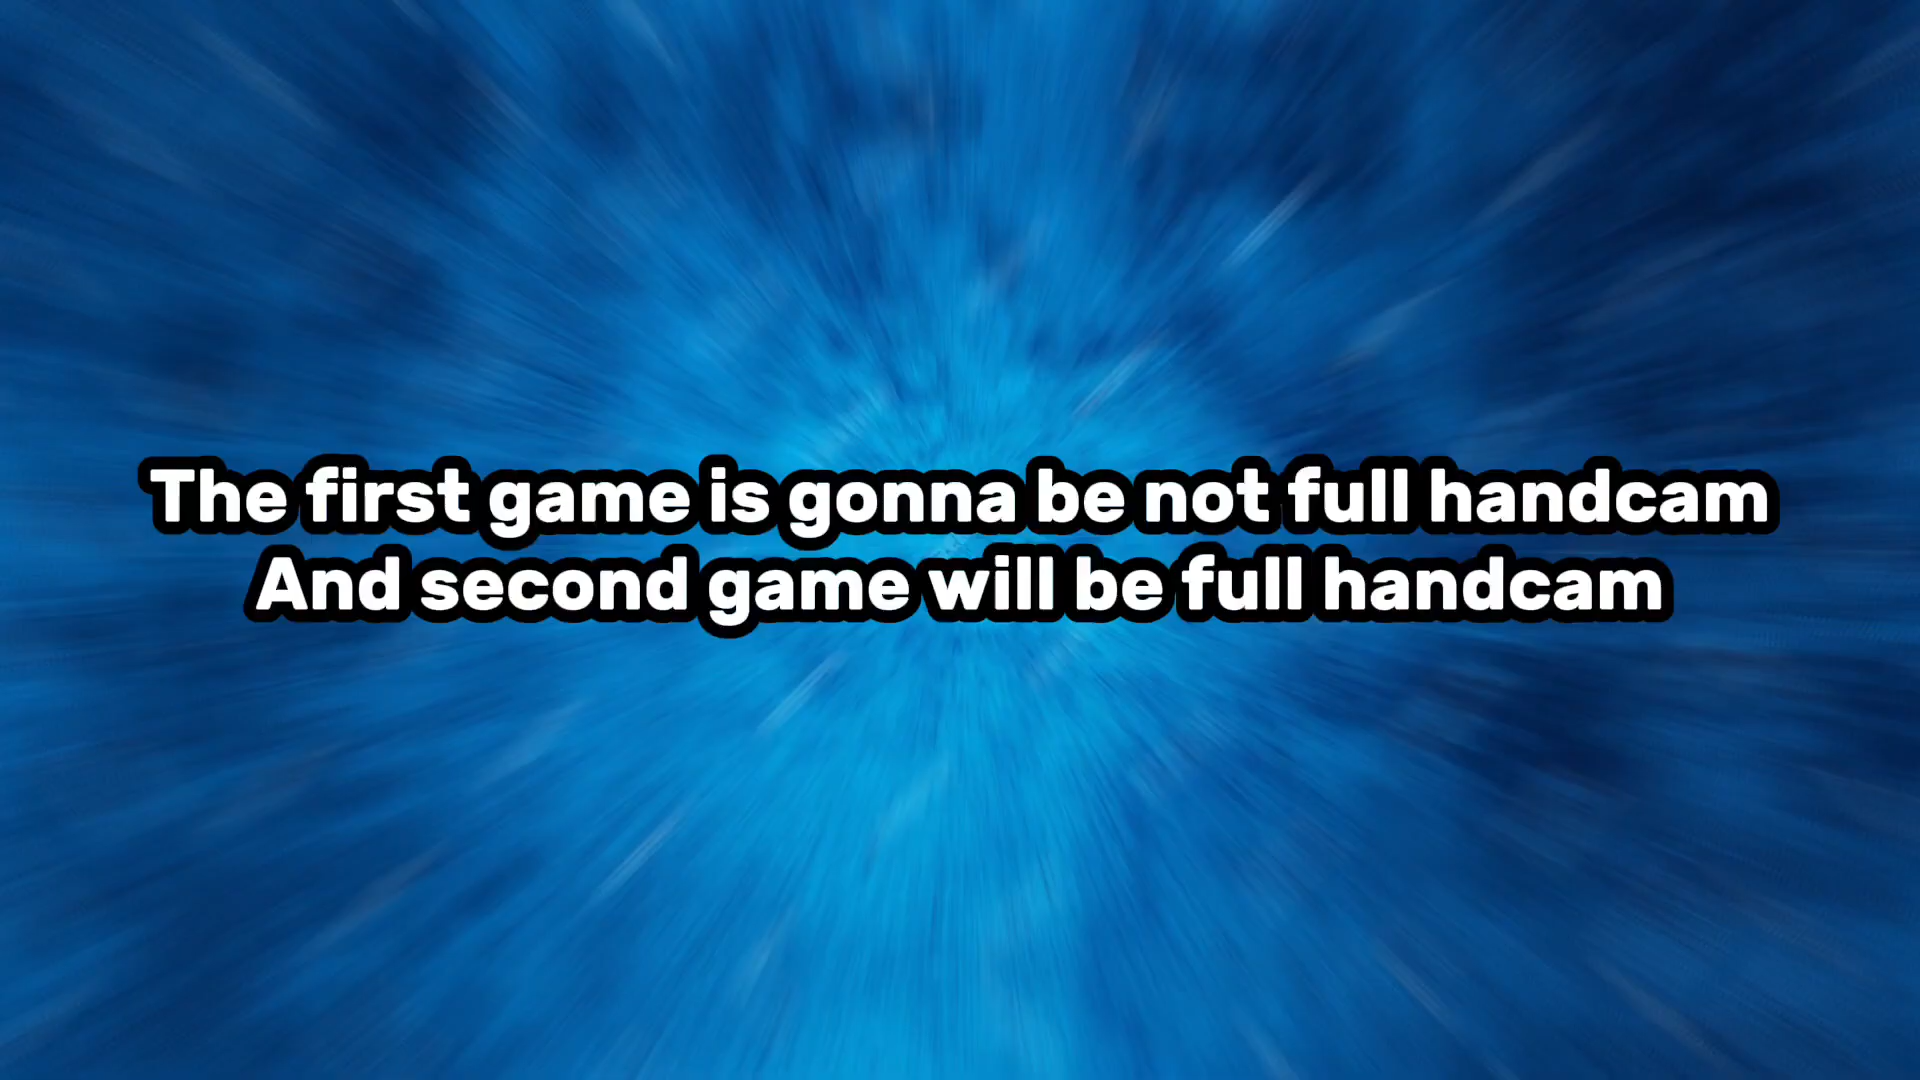 The first game is gonna be not full handcam
And second game will be full handcam